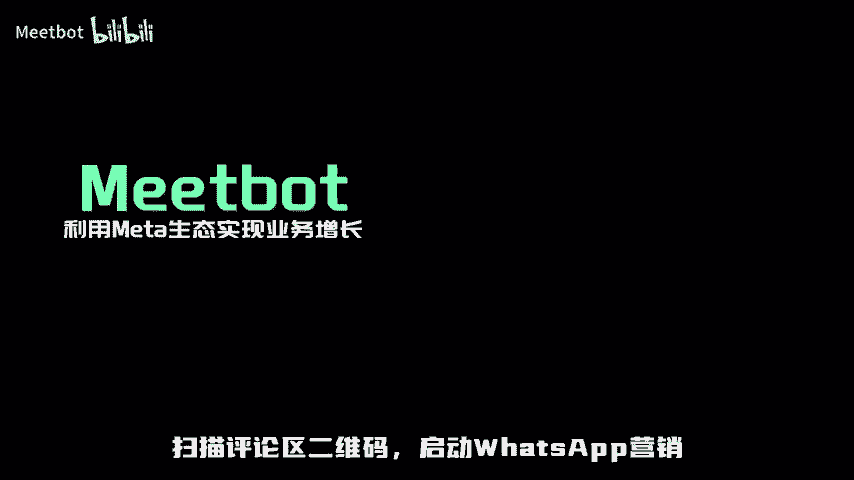 Meetbot bilibili
Meetbot
利用Meta生态实现业务增长
扫描评论区二维码，启动WhatsApp营销